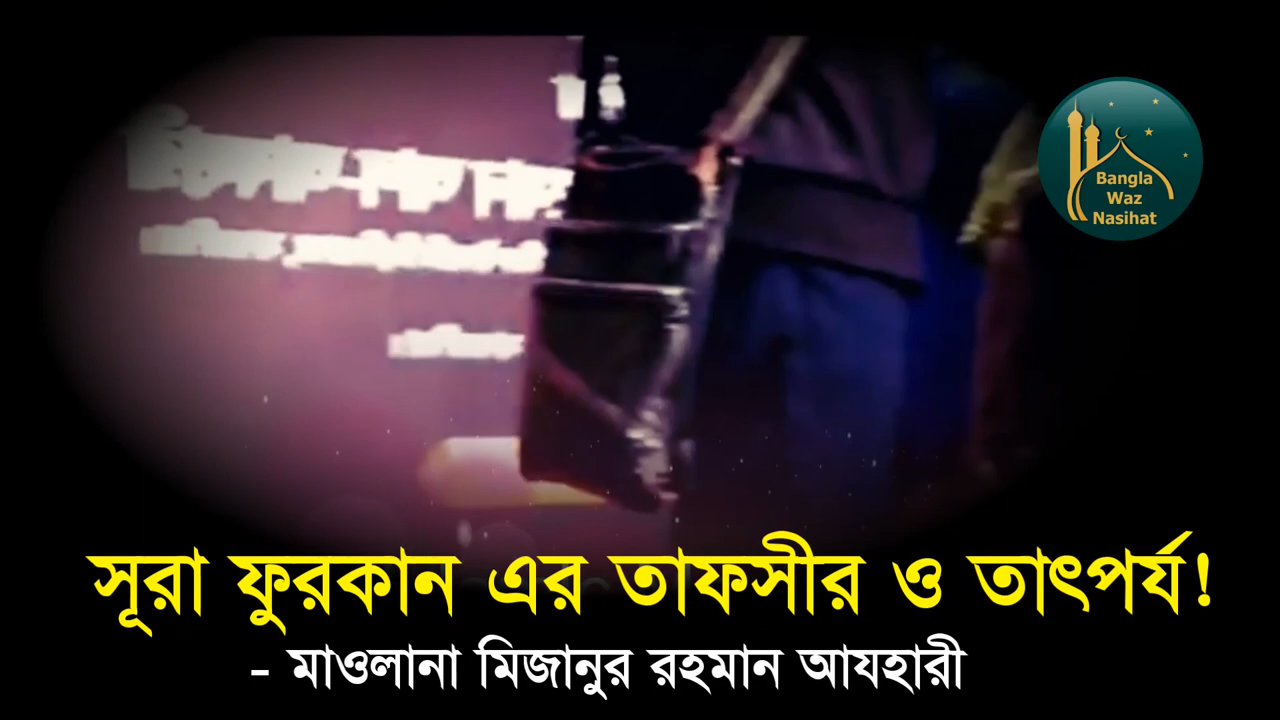 Bangla
Waz
Nasihat
সূরা ফুরকান এর তাফসীর ও তাৎপর্য!
- মাওলানা মিজানুর রহমান আযহারী